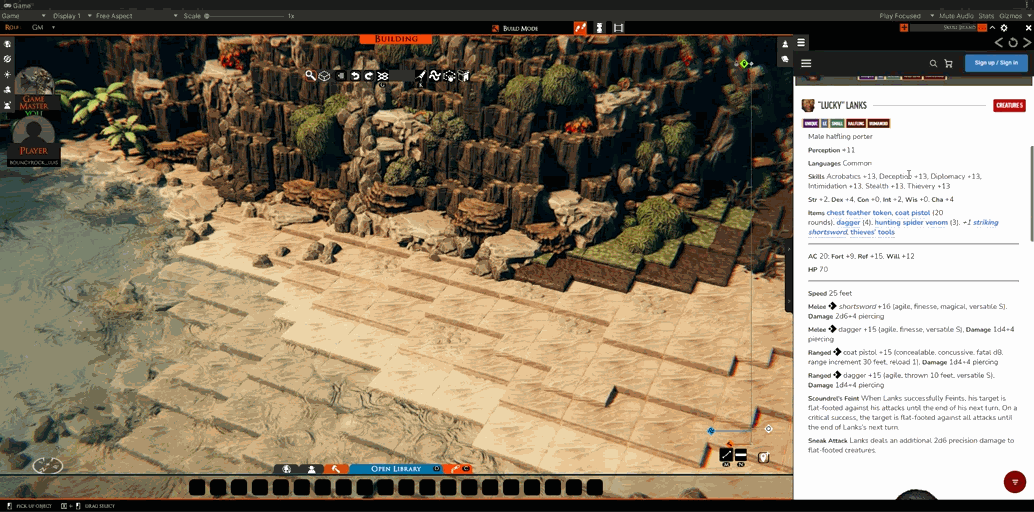 Game
Game Display 1 Free Aspect Scale 1x Play Focused Mute Audio Stats Gizmos
Role GM Build Mode
Building
Game Master
You
Player
Sign up / Sign in
"LUCKY" LANKS CREATURE 5
UNIQUE LE SMALL HALFLING HUMANOID
Male halfling porter
Perception +11
Languages Common
Skills Acrobatics +13, Deception +13, Diplomacy +13,
Intimidation +13, Stealth +13, Thievery +13
Str +2, Dex +4, Con +0, Int +2, Wis +0, Cha +4
Items chest feather token, coat pistol (20
rounds), dagger (4), hunting spider venom (3), +1 striking
shortsword, thieves' tools
AC 20; Fort +9, Ref +15, Will +12
HP 70
Speed 25 feet
Melee shortsword +16 (agile, finesse, magical, versatile S),
Damage 2d6+4 piercing
Melee dagger +15 (agile, finesse, versatile S), Damage 1d4+4
piercing
Ranged coat pistol +15 (concealable, concussive, fatal d8,
range increment 30 feet, reload 1), Damage 1d4+4 piercing
Ranged dagger +15 (agile, thrown 10 feet, versatile S),
Damage 1d4+4 piercing
Scoundrel's Feint When Lanks successfully Feints, his target is
flat-footed against his attacks until the end of his next turn. On a
critical success, the target is flat-footed against all attacks until
the end of Lanks's next turn.
Sneak Attack Lanks deals an additional 2d6 precision damage to
flat-footed creatures.
Open Library
Pick up object Drag select